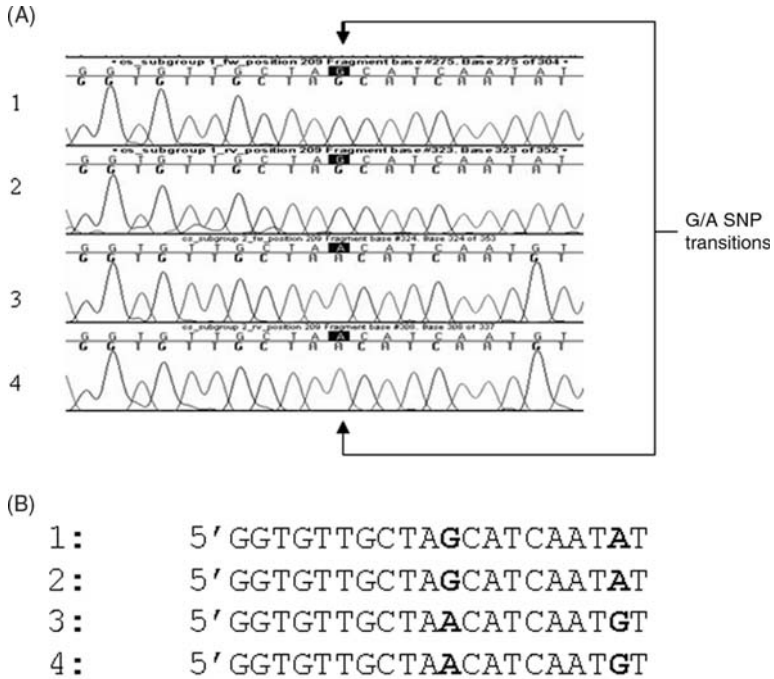 (A)
• cs_subgroup 1_fw_position 209 Fragment base #275. Base 275 of 304 •
G G T G T T G C T A G C A T C A A T A T
G G T G T T G C T A G C A T C A A T A T
1
• cs_subgroup 1_rv_position 209 Fragment base #323. Base 323 of 352 •
G G T G T T G C T A G C A T C A A T A T
G G T G T T G C T A G C A T C A A T A T
2
G/A SNP
transitions
cs_subgroup 2_fw_position 209 Fragment base #324. Base 324 of 353
G G T G T T G C T A A C A T C A A T G T
G G T G T T G C T A A C A T C A A T G T
3
cs_subgroup 2_rv_position 209 Fragment base #308. Base 308 of 337
G G T G T T G C T A A C A T C A A T G T
G G T G T T G C T A A C A T C A A T G T
4
(B)
1: 5'GGTGTTGCTAGCATCAATAT
2: 5'GGTGTTGCTAGCATCAATAT
3: 5'GGTGTTGCTAACATCAATGT
4: 5'GGTGTTGCTAACATCAATGT